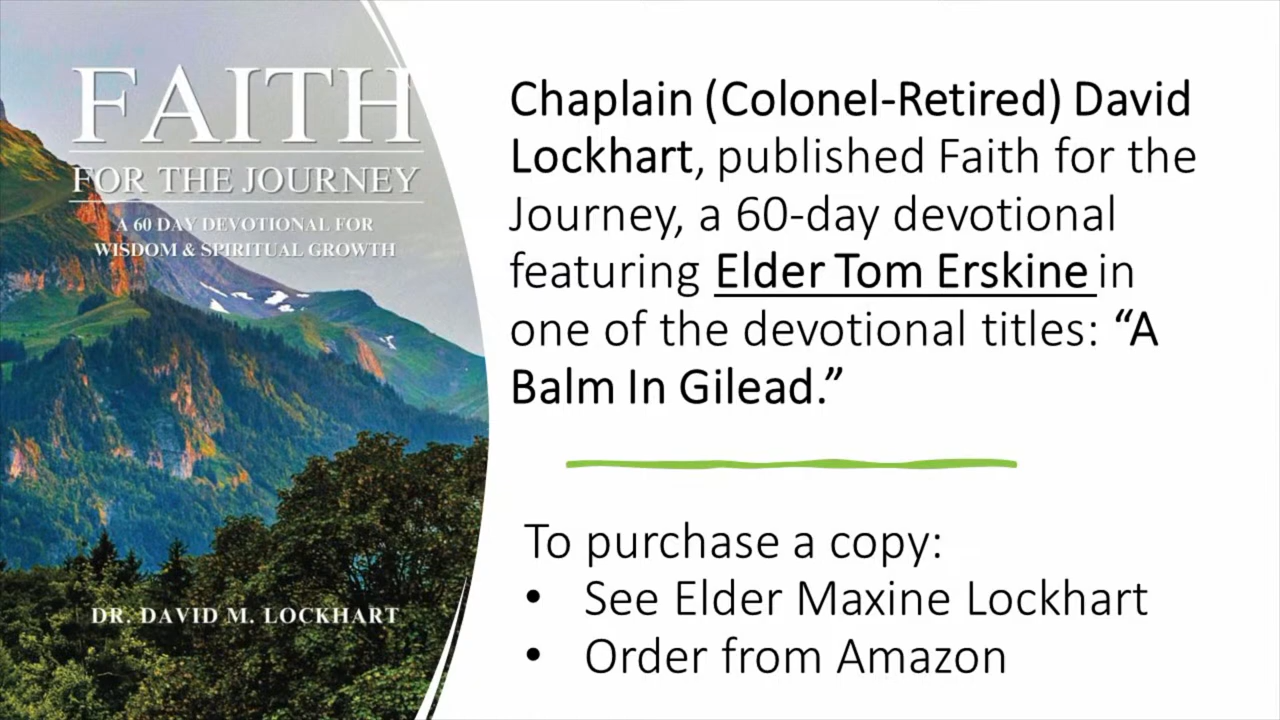 FAITH
FOR THE JOURNEY
A 60 DAY DEVOTIONAL FOR
WISDOM & SPIRITUAL GROWTH
DR. DAVID M. LOCKHART
Chaplain (Colonel-Retired) David
Lockhart, published Faith for the
Journey, a 60-day devotional
featuring Elder Tom Erskine in
one of the devotional titles: “A
Balm In Gilead.”
To purchase a copy:
• See Elder Maxine Lockhart
• Order from Amazon